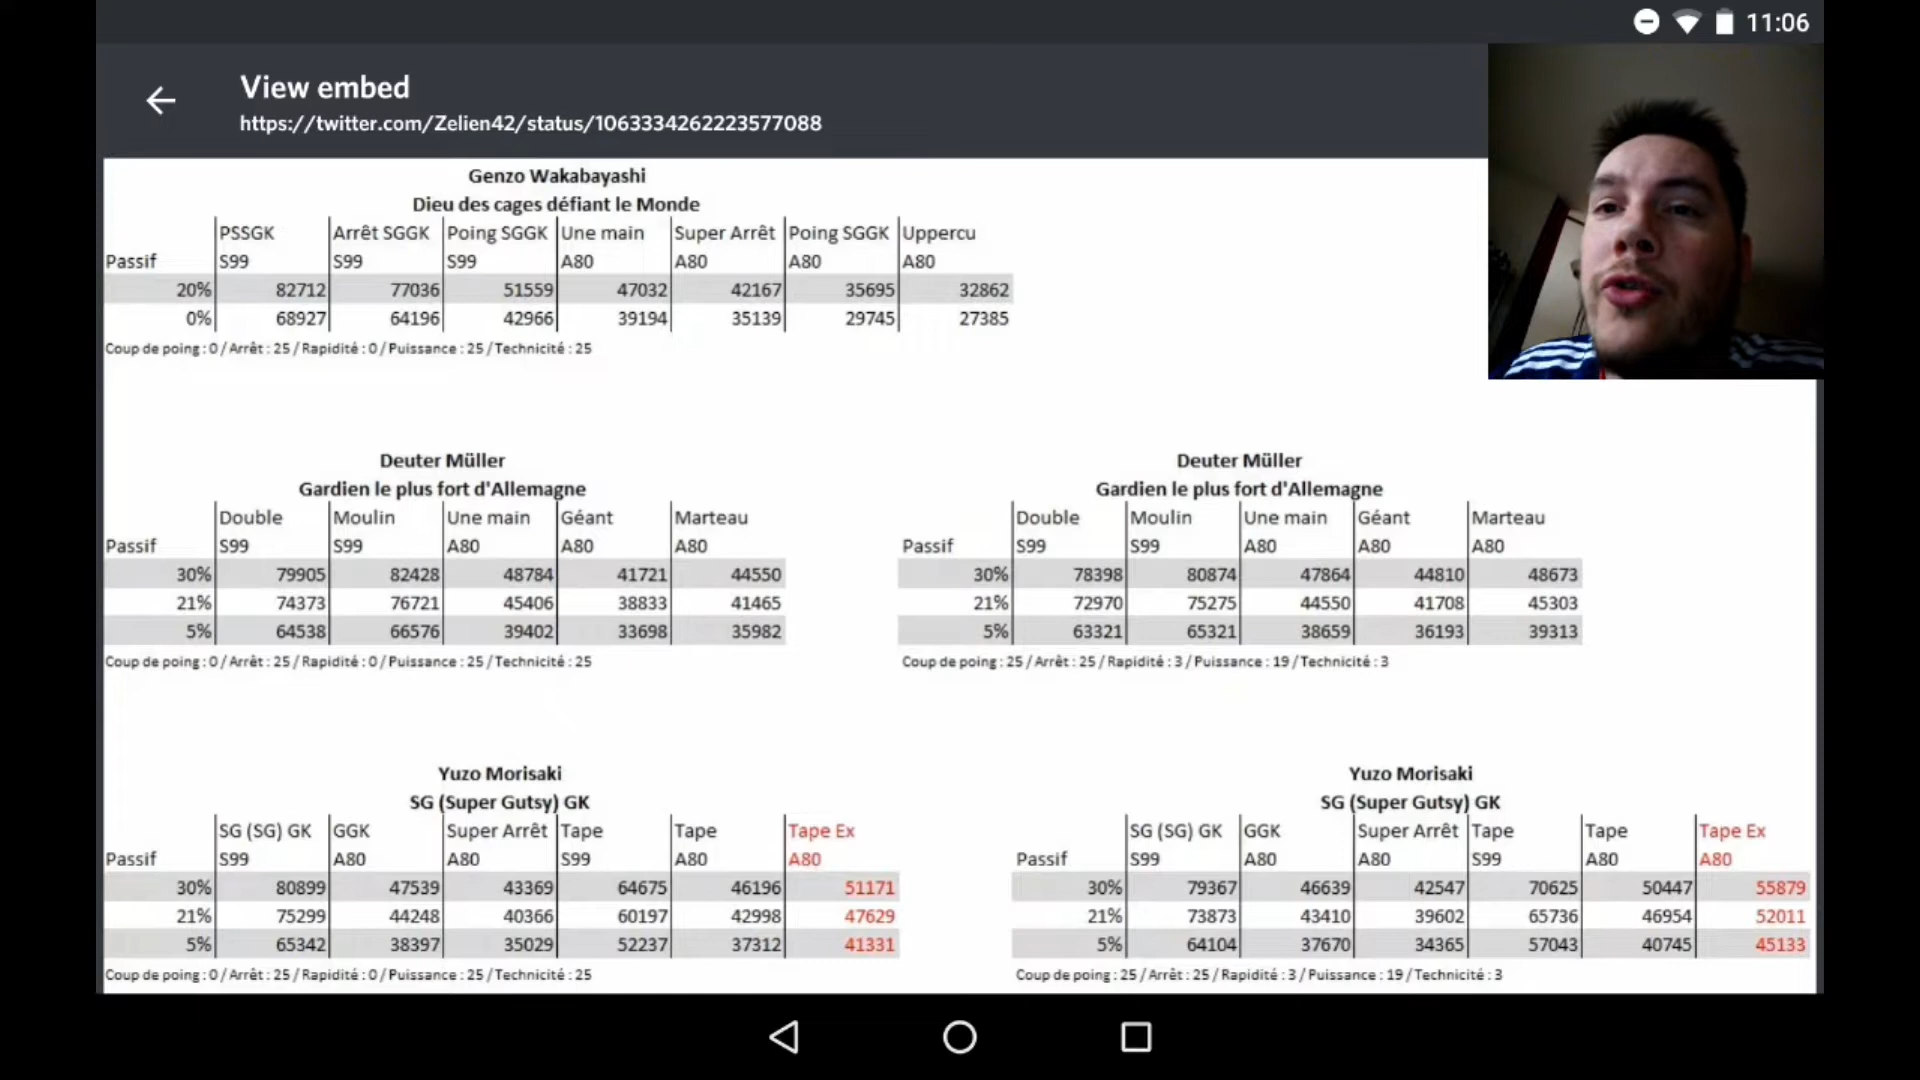 11:06
View embed
https://twitter.com/Zelien42/status/1063334262223577088
Genzo Wakabayashi
Dieu des cages défiant le Monde
PSSGK Arrêt SGGK Poing SGGK Une main Super Arrêt Poing SGGK Uppercu
Passif S99 S99 S99 A80 A80 A80 A80
20% 82712 77036 51559 47032 42167 35695 32862
0% 68927 64196 42966 39194 35139 29745 27385
Coup de poing : 0 / Arrêt : 25 / Rapidité : 0 / Puissance : 25 / Technicité : 25
Deuter Müller
Gardien le plus fort d'Allemagne
Double Moulin Une main Géant Marteau
Passif S99 S99 A80 A80 A80
30% 79905 82428 48784 41721 44550
21% 74373 76721 45406 38833 41465
5% 64538 66576 39402 33698 35982
Coup de poing : 0 / Arrêt : 25 / Rapidité : 0 / Puissance : 25 / Technicité : 25
Deuter Müller
Gardien le plus fort d'Allemagne
Double Moulin Une main Géant Marteau
Passif S99 S99 A80 A80 A80
30% 78398 80874 47864 44810 48673
21% 72970 75275 44550 41708 45303
5% 63321 65321 38659 36193 39313
Coup de poing : 25 / Arrêt : 25 / Rapidité : 3 / Puissance : 19 / Technicité : 3
Yuzo Morisaki
SG (Super Gutsy) GK
SG (SG) GK GGK Super Arrêt Tape Tape Tape Ex
Passif S99 A80 A80 S99 A80 A80
30% 80899 47539 43369 64675 46196 51171
21% 75299 44248 40366 60197 42998 47629
5% 65342 38397 35029 52237 37312 41331
Coup de poing : 0 / Arrêt : 25 / Rapidité : 0 / Puissance : 25 / Technicité : 25
Yuzo Morisaki
SG (Super Gutsy) GK
SG (SG) GK GGK Super Arrêt Tape Tape Tape Ex
Passif S99 A80 A80 S99 A80 A80
30% 79367 46639 42547 70625 50447 55879
21% 73873 43410 39602 65736 46954 52011
5% 64104 37670 34365 57043 40745 45133
Coup de poing : 25 / Arrêt : 25 / Rapidité : 3 / Puissance : 19 / Technicité : 3